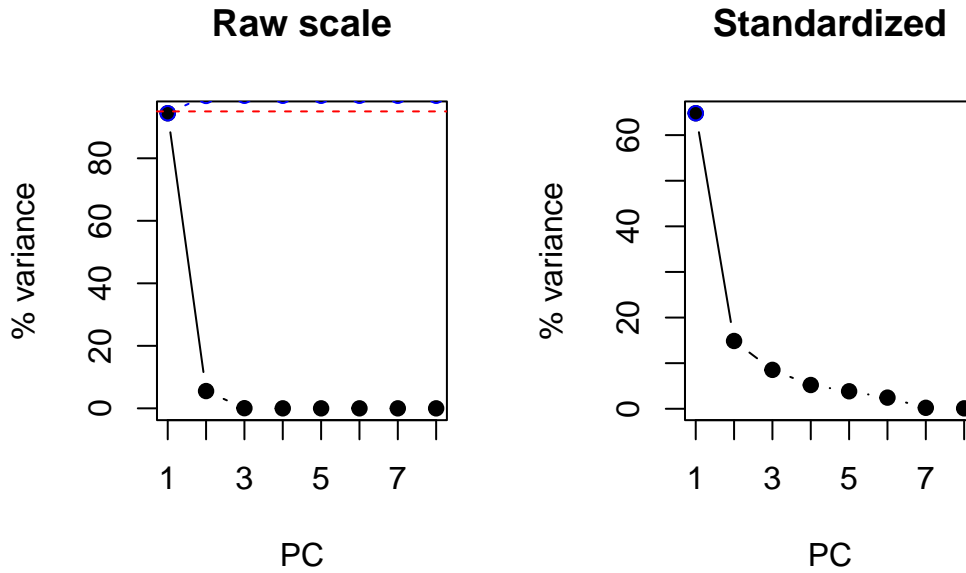 Raw scale
% variance
0 20 40 60 80
1 3 5 7
PC
Standardized
% variance
0 20 40 60
1 3 5 7
PC